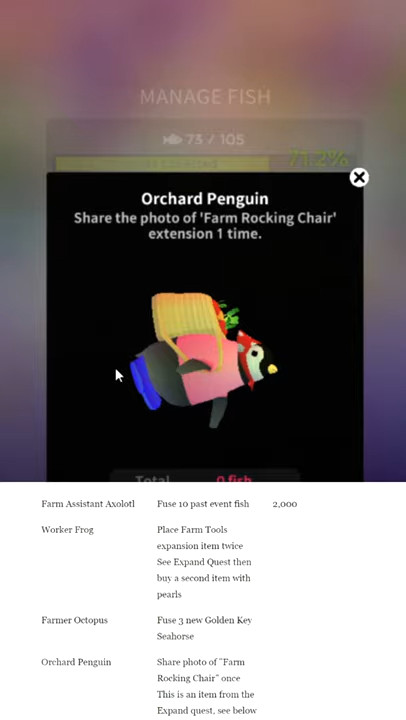 MANAGE FISH
73 / 105
71.2%
Orchard Penguin
Share the photo of 'Farm Rocking Chair'
extension 1 time.
Total 0 fish
Farm Assistant Axolotl Fuse 10 past event fish 2,000
Worker Frog Place Farm Tools
expansion item twice
See Expand Quest then
buy a second item with
pearls
Farmer Octopus Fuse 3 new Golden Key
Seahorse
Orchard Penguin Share photo of "Farm
Rocking Chair" once
This is an item from the
Expand quest, see below